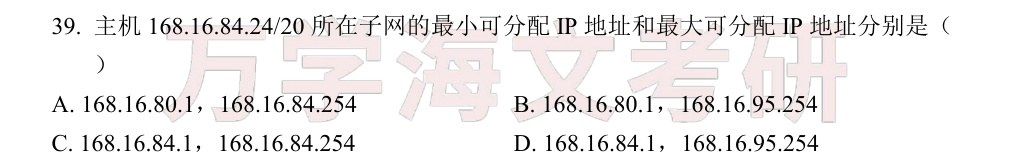 39. 主机 168.16.84.24/20 所在子网的最小可分配 IP 地址和最大可分配 IP 地址分别是（
）
A. 168.16.80.1，168.16.84.254 B. 168.16.80.1，168.16.95.254
C. 168.16.84.1，168.16.84.254 D. 168.16.84.1，168.16.95.254
万学海文考研